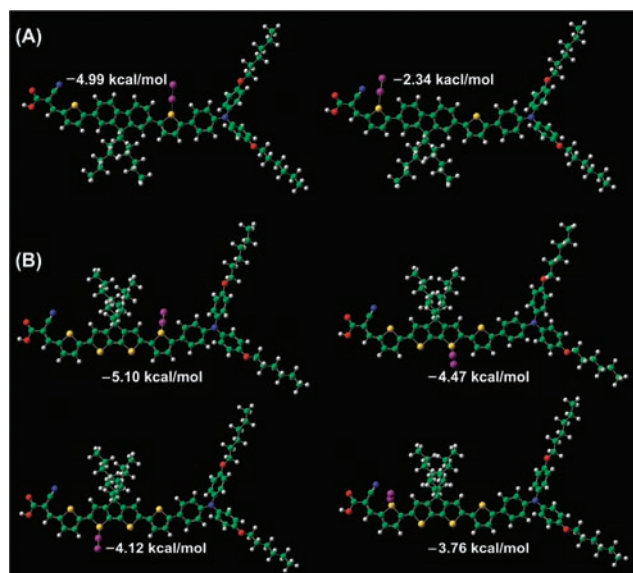 (A)
−4.99 kcal/mol
−2.34 kacl/mol
(B)
−5.10 kcal/mol
−4.47 kcal/mol
−4.12 kcal/mol
−3.76 kcal/mol